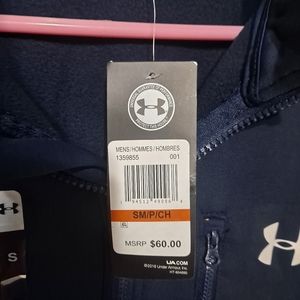 MENS/HOMMES/HOMBRES
1359855 001
SM/P/CH
MSRP $60.00
UA.COM
©2018 Under Armour, Inc.
S